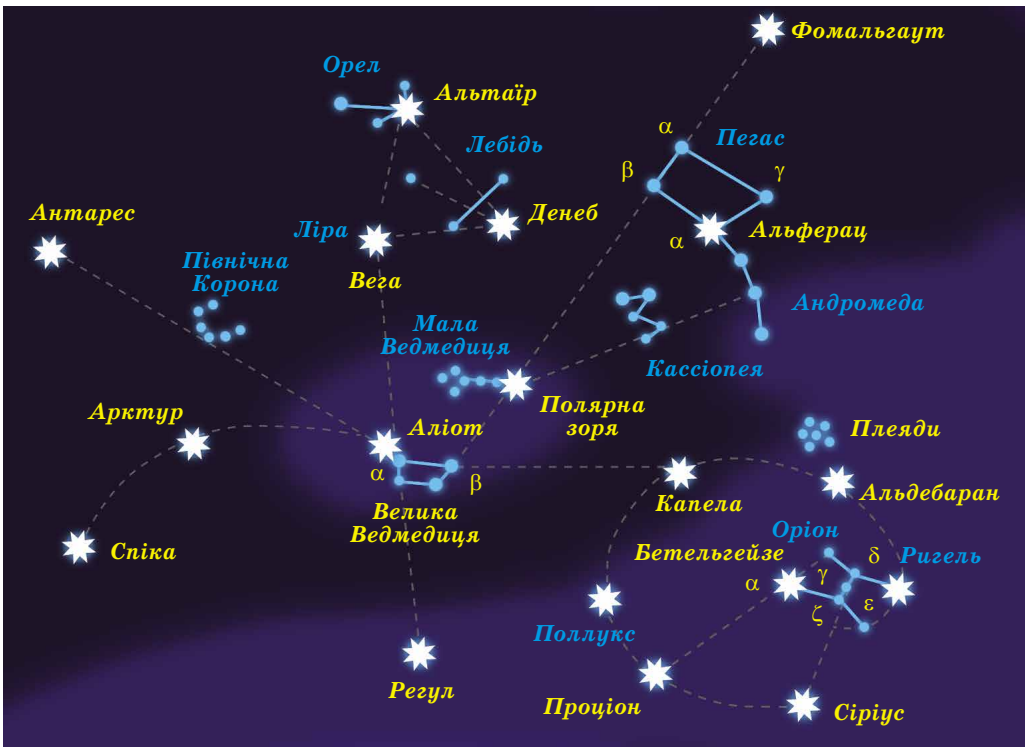 Фомальгаут
Орел
Альтаїр
α
Пегас
Лебідь
β
γ
Антарес
Ліра
Денеб
α
Альферац
Північна
Корона
Вега
Андромеда
Мала
Ведмедиця
Кассіопея
Арктур
Аліот
Полярна
зоря
Плеяди
α
β
Капела
Альдебаран
Велика
Ведмедиця
Спіка
Оріон
Бетельгейзе
δ
Ригель
α
γ
ζ
ε
Поллукс
Регул
Проціон
Сіріус